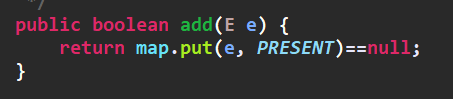 */
public boolean add(E e) {
return map.put(e, PRESENT)==null;
}